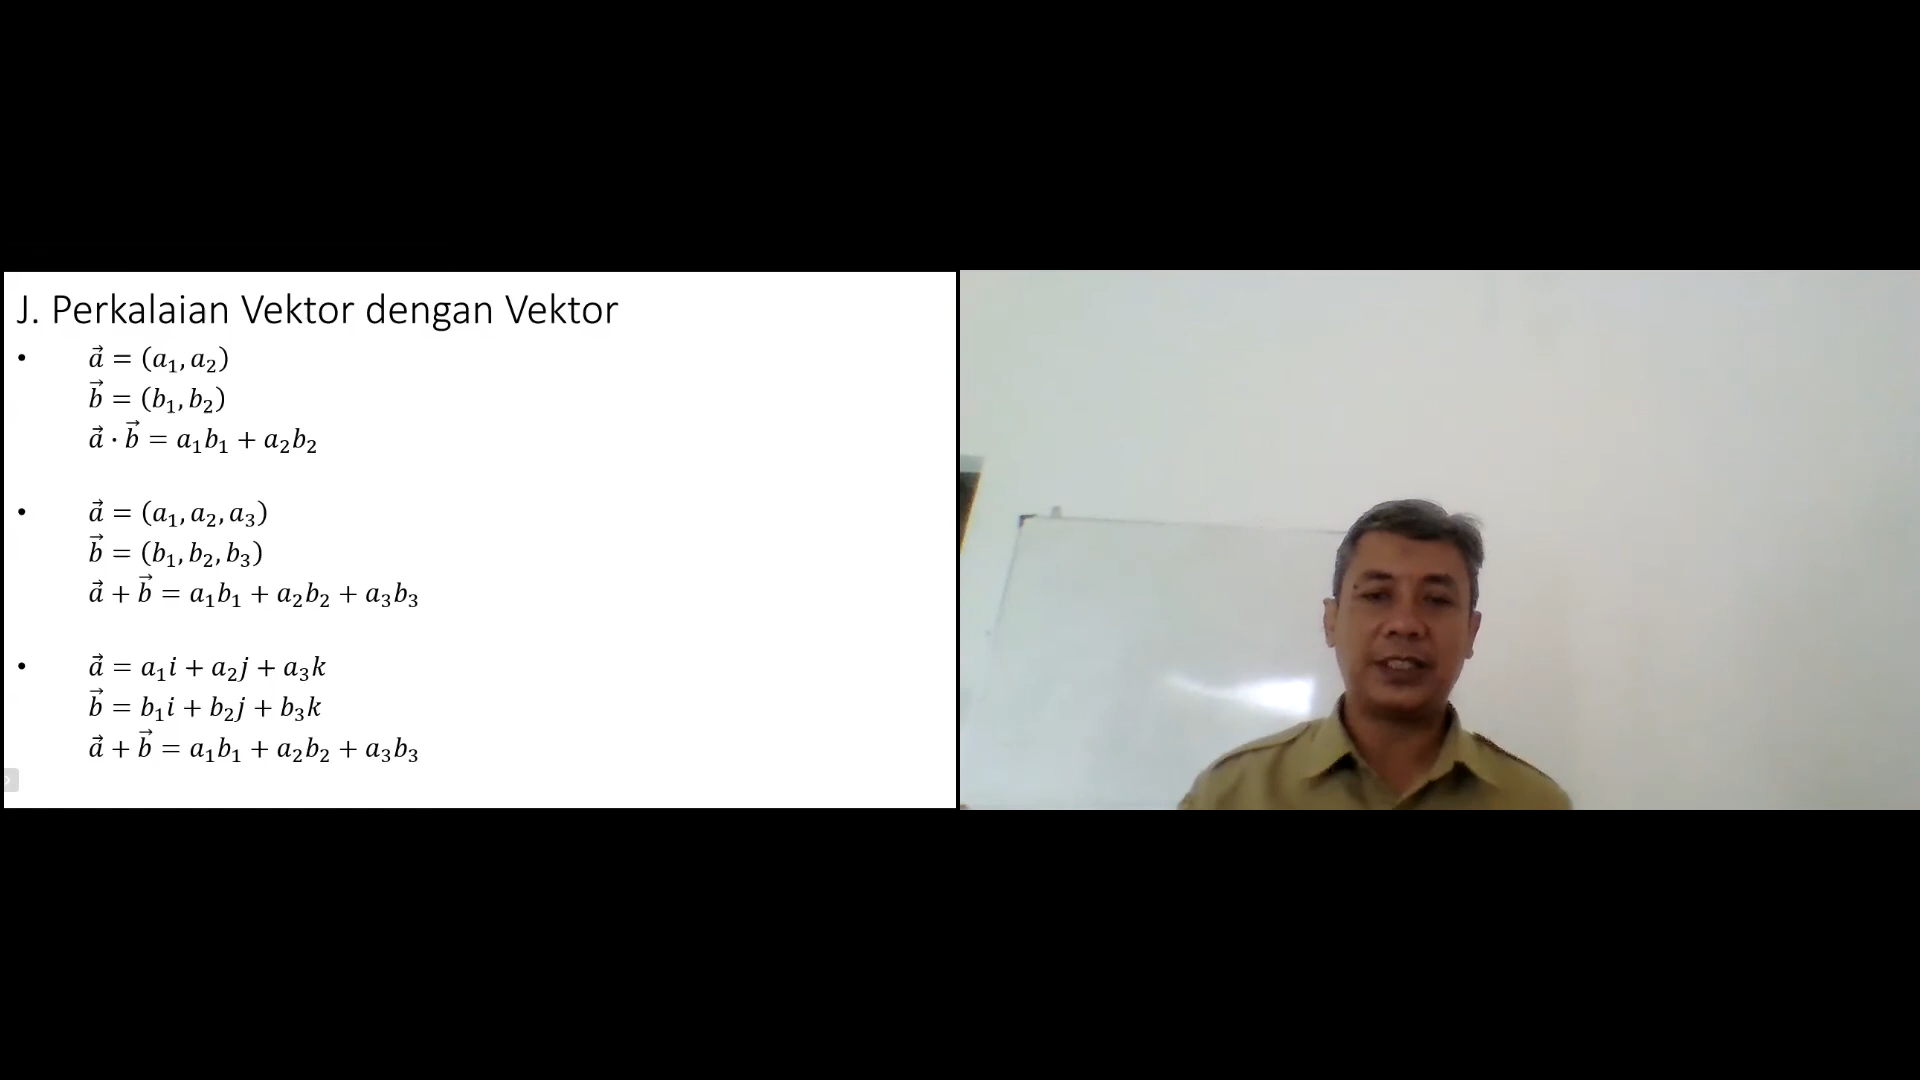 J. Perkalaian Vektor dengan Vektor
• a⃗ = (a₁, a₂)
b⃗ = (b₁, b₂)
a⃗ · b⃗ = a₁b₁ + a₂b₂
• a⃗ = (a₁, a₂, a₃)
b⃗ = (b₁, b₂, b₃)
a⃗ + b⃗ = a₁b₁ + a₂b₂ + a₃b₃
• a⃗ = a₁i + a₂j + a₃k
b⃗ = b₁i + b₂j + b₃k
a⃗ + b⃗ = a₁b₁ + a₂b₂ + a₃b₃